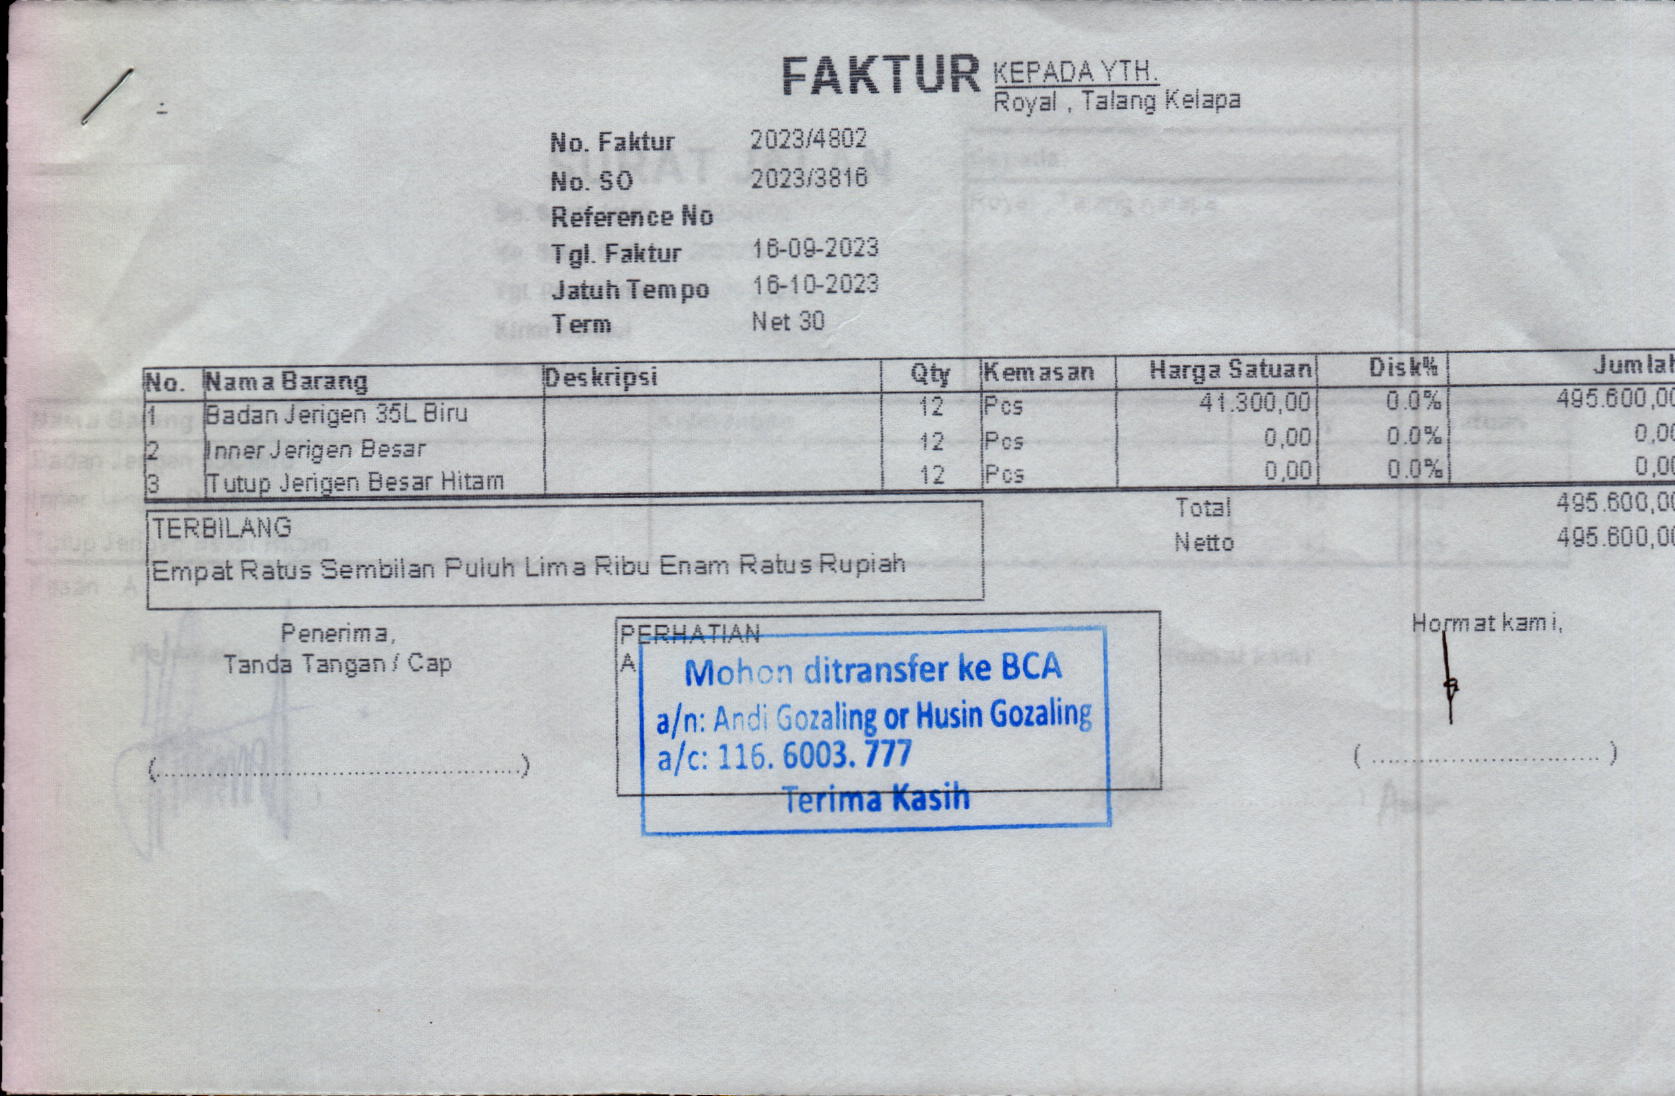 FAKTUR
KEPADA YTH.
Royal , Talang Kelapa
No. Faktur 2023/4802
No. SO 2023/3816
Reference No
Tgl. Faktur 16-09-2023
Jatuh Tempo 16-10-2023
Term Net 30
No. Nama Barang Deskripsi Qty Kemasan Harga Satuan Disk% Jumlah
1 Badan Jerigen 35L Biru 12 Pcs 41.300,00 0.0% 495.600,00
2 Inner Jerigen Besar 12 Pcs 0,00 0.0% 0,00
3 Tutup Jerigen Besar Hitam 12 Pcs 0,00 0.0% 0,00
Total 495.600,00
Netto 495.600,00
TERBILANG
Empat Ratus Sembilan Puluh Lima Ribu Enam Ratus Rupiah
Penerima,
Tanda Tangan / Cap
(....................................................)
PERHATIAN
A
Mohon ditransfer ke BCA
a/n: Andi Gozaling or Husin Gozaling
a/c: 116. 6003. 777
Terima Kasih
Hormat kami,
( ................................ )